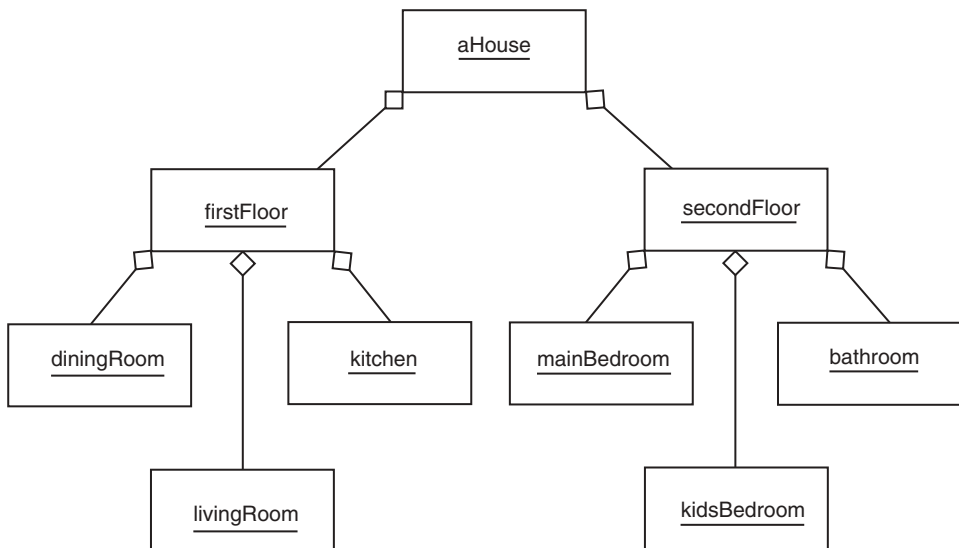 aHouse
firstFloor
secondFloor
diningRoom
kitchen
mainBedroom
bathroom
livingRoom
kidsBedroom